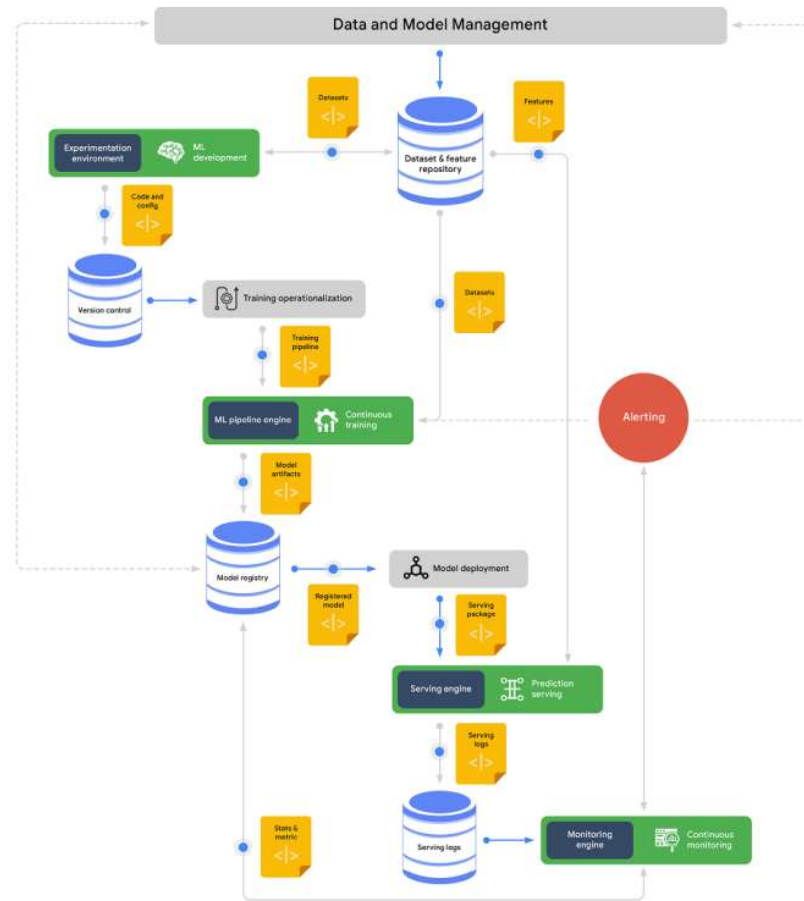 Data and Model Management
Datasets
</>
Features
</>
Experimentation
environment
ML
development
Dataset & feature
repository
Code and
config
</>
Version control
Training operationalization
Datasets
</>
Training
pipeline
</>
ML pipeline engine
Continuous
training
Alerting
Model
artifacts
</>
Model registry
Registered
model
</>
Model deployment
Serving
package
</>
Serving engine
Prediction
serving
Serving
logs
</>
Stats &
metric
</>
Serving logs
Monitoring
engine
Continuous
monitoring